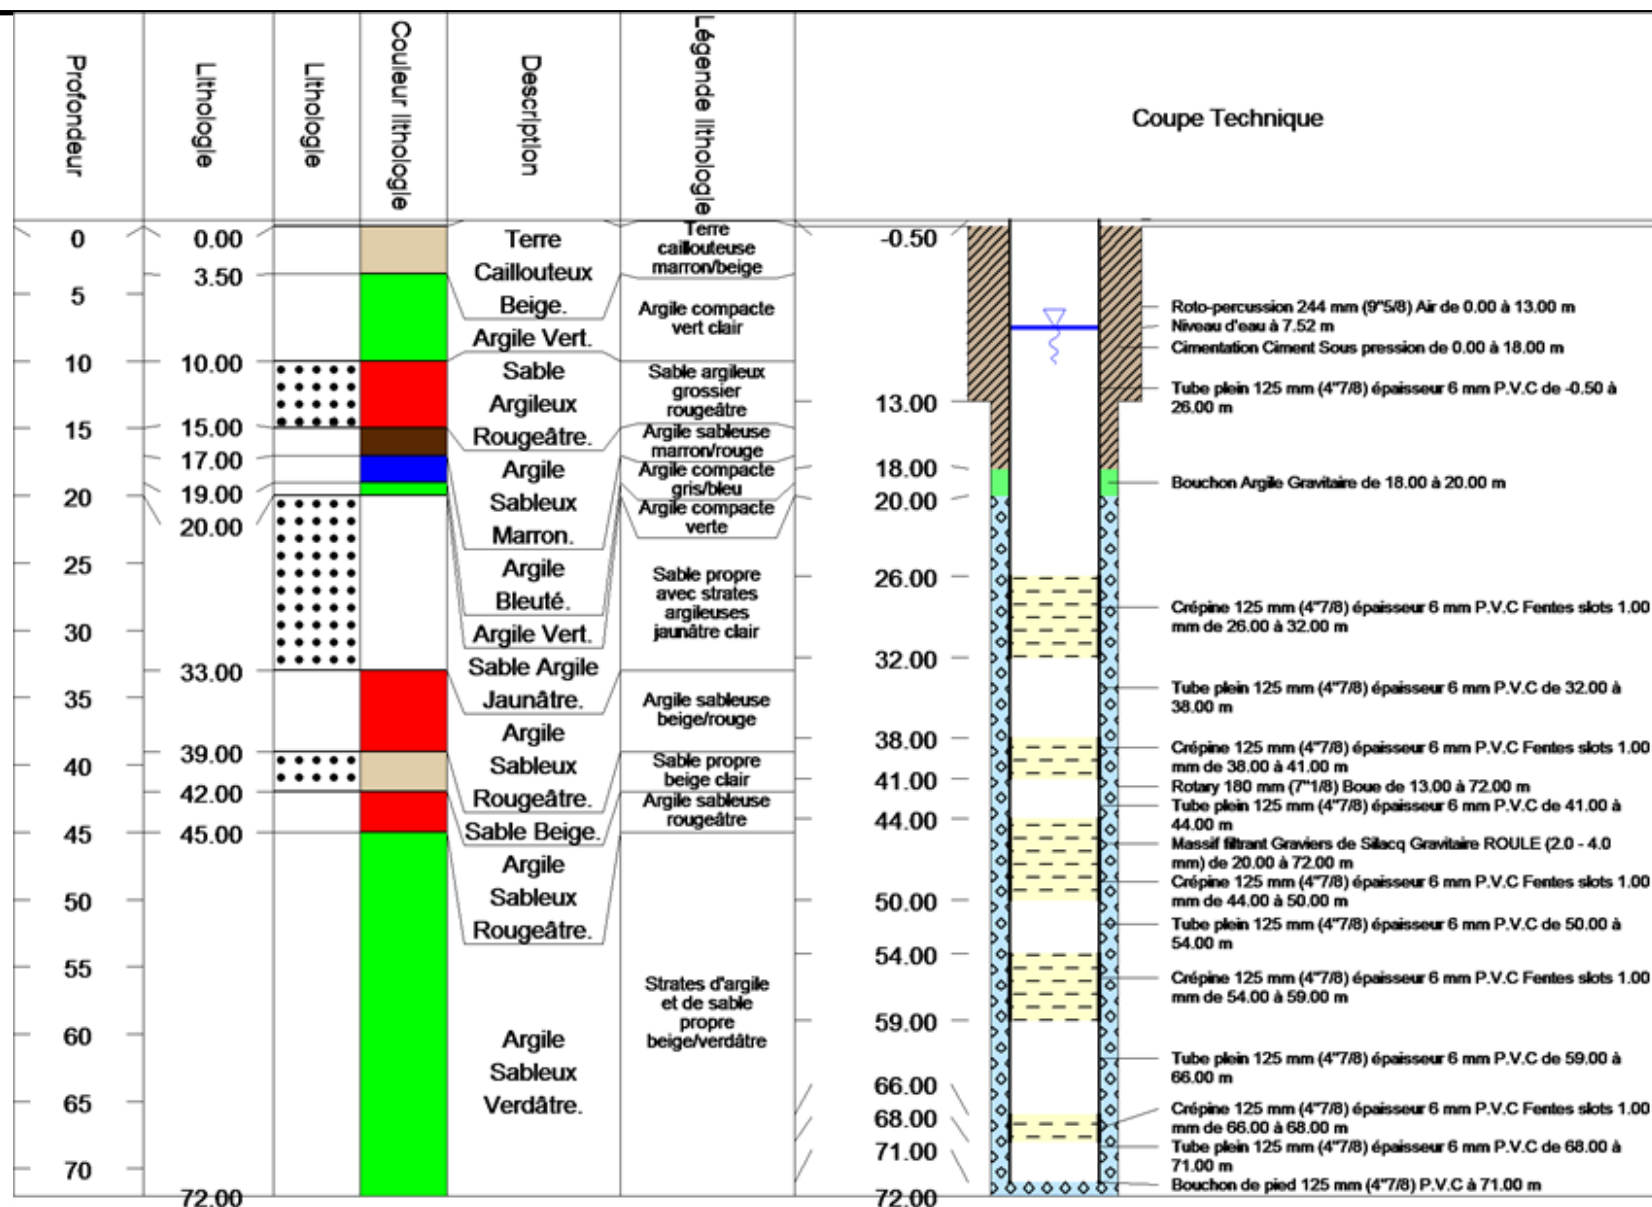 Profondeur
Lithologie
Lithologie
Couleur lithologie
Description
Légende lithologie
Coupe Technique
0
5
10
15
20
25
30
35
40
45
50
55
60
65
70
0.00
3.50
10.00
15.00
17.00
19.00
20.00
33.00
39.00
42.00
45.00
72.00
Terre
Caillouteux
Beige.
Argile Vert.
Sable
Argileux
Rougeâtre.
Argile
Sableux
Marron.
Argile
Bleuté.
Argile Vert.
Sable Argile
Jaunâtre.
Argile
Sableux
Rougeâtre.
Sable Beige.
Argile
Sableux
Rougeâtre.
Argile
Sableux
Verdâtre.
Terre
caillouteuse
marron/beige
Argile compacte
vert clair
Sable argileux
grossier
rougeâtre
Argile sableuse
marron/rouge
Argile compacte
gris/bleu
Argile compacte
verte
Sable propre
avec strates
argileuses
jaunâtre clair
Argile sableuse
beige/rouge
Sable propre
beige clair
Argile sableuse
rougeâtre
Strates d'argile
et de sable
propre
beige/verdâtre
-0.50
13.00
18.00
20.00
26.00
32.00
38.00
41.00
44.00
50.00
54.00
59.00
66.00
68.00
71.00
72.00
Roto-percussion 244 mm (9"5/8) Air de 0.00 à 13.00 m
Niveau d'eau à 7.52 m
Cimentation Ciment Sous pression de 0.00 à 18.00 m
Tube plein 125 mm (4"7/8) épaisseur 6 mm P.V.C de -0.50 à
26.00 m
Bouchon Argile Gravitaire de 18.00 à 20.00 m
Crépine 125 mm (4"7/8) épaisseur 6 mm P.V.C Fentes slots 1.00
mm de 26.00 à 32.00 m
Tube plein 125 mm (4"7/8) épaisseur 6 mm P.V.C de 32.00 à
38.00 m
Crépine 125 mm (4"7/8) épaisseur 6 mm P.V.C Fentes slots 1.00
mm de 38.00 à 41.00 m
Rotary 180 mm (7"1/8) Boue de 13.00 à 72.00 m
Tube plein 125 mm (4"7/8) épaisseur 6 mm P.V.C de 41.00 à
44.00 m
Massif filtrant Graviers de Silacq Gravitaire ROULE (2.0 - 4.0
mm) de 20.00 à 72.00 m
Crépine 125 mm (4"7/8) épaisseur 6 mm P.V.C Fentes slots 1.00
mm de 44.00 à 50.00 m
Tube plein 125 mm (4"7/8) épaisseur 6 mm P.V.C de 50.00 à
54.00 m
Crépine 125 mm (4"7/8) épaisseur 6 mm P.V.C Fentes slots 1.00
mm de 54.00 à 59.00 m
Tube plein 125 mm (4"7/8) épaisseur 6 mm P.V.C de 59.00 à
66.00 m
Crépine 125 mm (4"7/8) épaisseur 6 mm P.V.C Fentes slots 1.00
mm de 66.00 à 68.00 m
Tube plein 125 mm (4"7/8) épaisseur 6 mm P.V.C de 68.00 à
71.00 m
Bouchon de pied 125 mm (4"7/8) P.V.C à 71.00 m